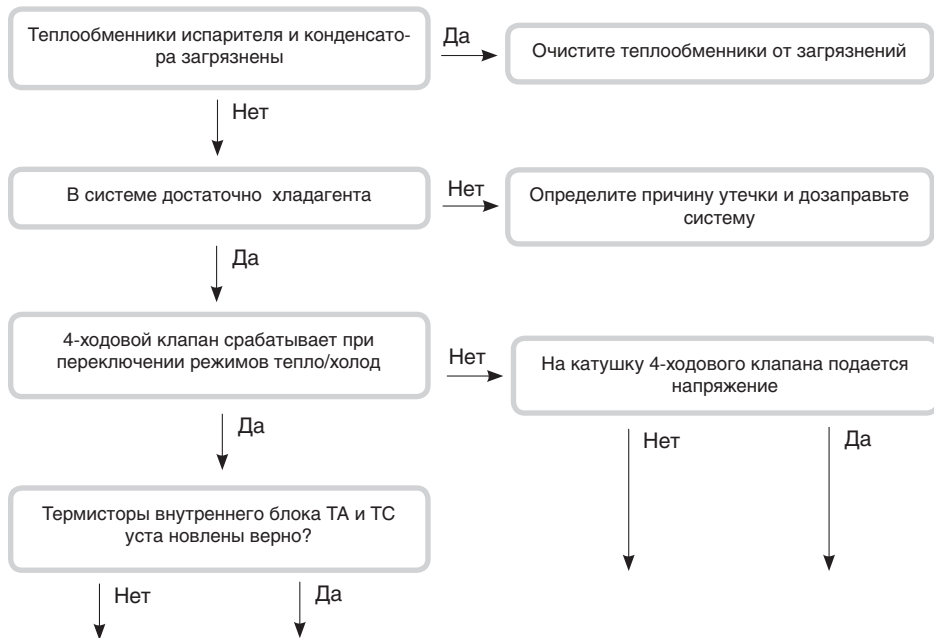 Теплообменники испарителя и конденсато-
ра загрязнены
Да
Очистите теплообменники от загрязнений
Нет
В системе достаточно хладагента
Нет
Определите причину утечки и дозаправьте
систему
Да
4-ходовой клапан срабатывает при
переключении режимов тепло/холод
Нет
На катушку 4-ходового клапана подается
напряжение
Да
Нет
Да
Термисторы внутреннего блока ТА и ТС
уста новлены верно?
Нет
Да